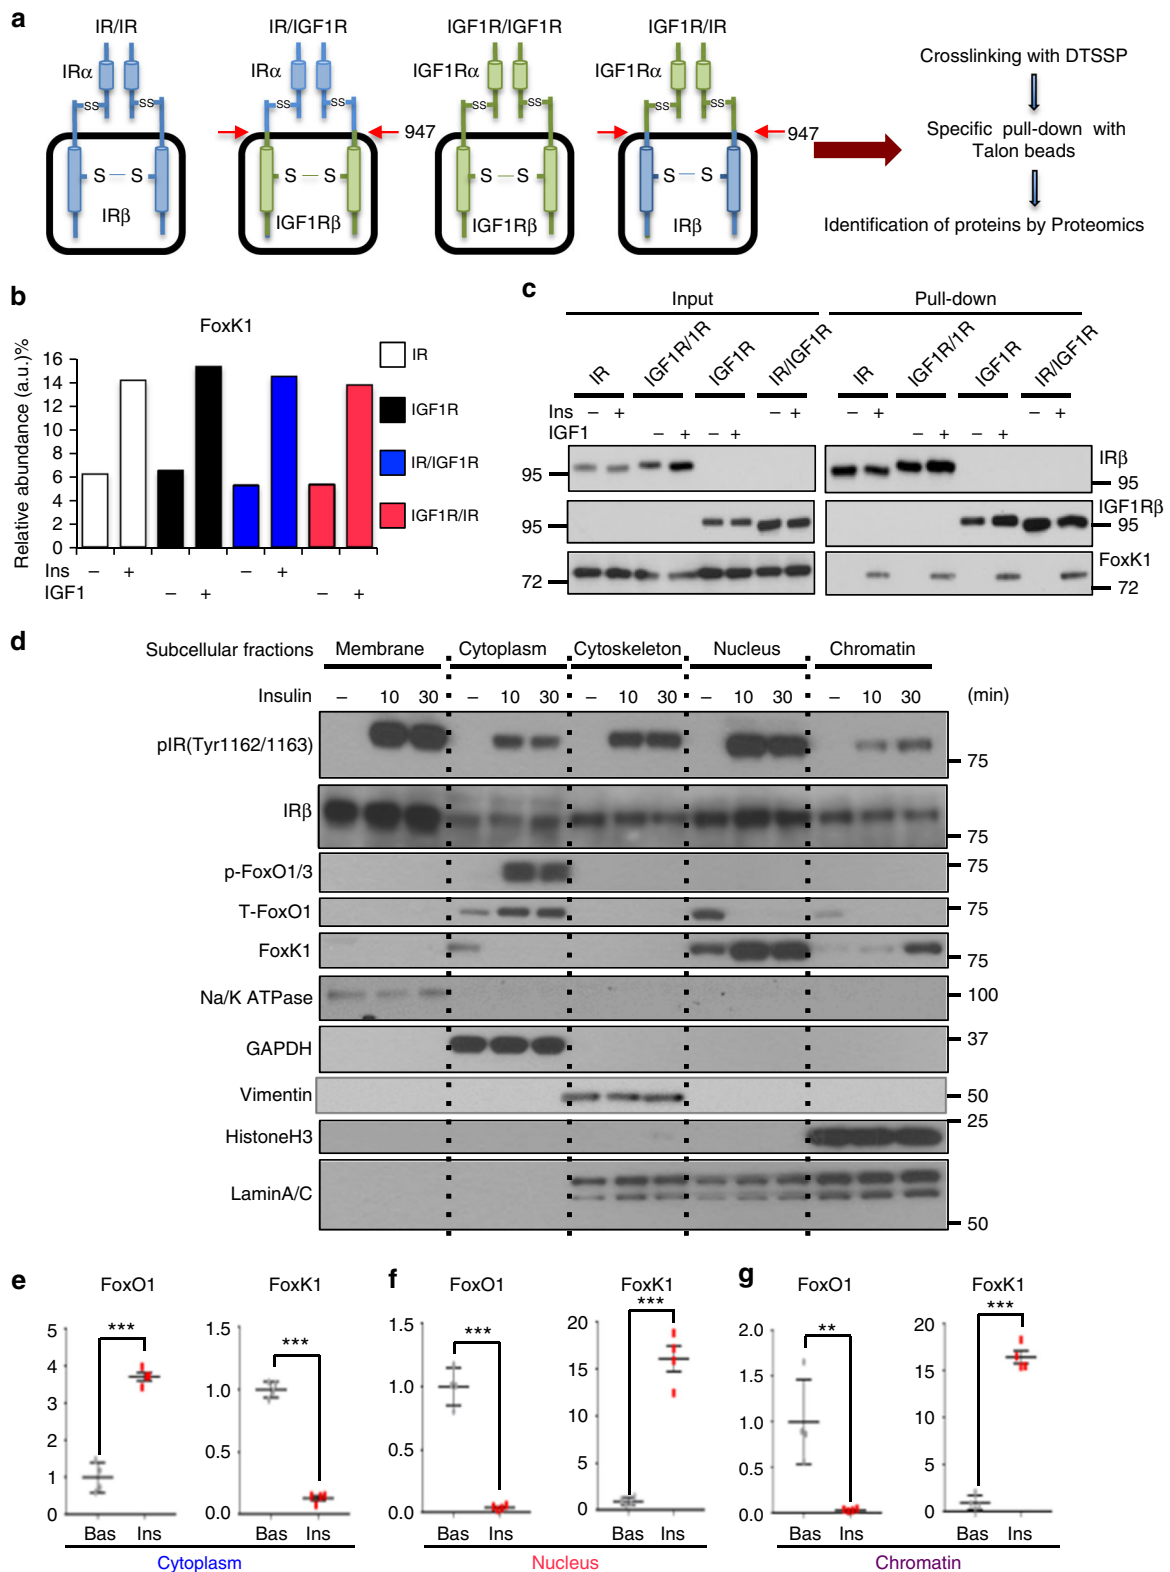 a
IR/IR
IR/IGF1R
IGF1R/IGF1R
IGF1R/IR
IRα
IRα
IGF1Rα
IGF1Rα
ss ss ss ss ss ss ss ss
947
947
S – S
S – S
S – S
S – S
IRβ
IGF1Rβ
IGF1Rβ
IRβ
Crosslinking with DTSSP
Specific pull-down with
Talon beads
Identification of proteins by Proteomics
b
FoxK1
Relative abundance (a.u.)%
16
14
12
10
8
6
4
2
0
Ins – + – +
IGF1 – + – +
IR
IGF1R
IR/IGF1R
IGF1R/IR
c
Input Pull-down
IR IGF1R/1R IGF1R IR/IGF1R IR IGF1R/1R IGF1R IR/IGF1R
Ins – + – + – + – +
IGF1 – + – + – + – +
95 IRβ 95
95 IGF1Rβ 95
72 FoxK1 72
d
Subcellular fractions Membrane Cytoplasm Cytoskeleton Nucleus Chromatin
Insulin – 10 30 – 10 30 – 10 30 – 10 30 – 10 30 (min)
pIR(Tyr1162/1163) 75
IRβ 75
p-FoxO1/3 75
T-FoxO1 75
FoxK1 75
Na/K ATPase 100
GAPDH 37
Vimentin 50
HistoneH3 25
LaminA/C 50
e
FoxO1
5
4
3
2
1
0
***
Bas Ins
FoxK1
1.5
1.0
0.5
0.0
***
Bas Ins
Cytoplasm
f
FoxO1
1.5
1.0
0.5
0.0
***
Bas Ins
FoxK1
20
15
10
5
0
***
Bas Ins
Nucleus
g
FoxO1
2.0
1.5
1.0
0.5
0.0
**
Bas Ins
FoxK1
20
15
10
5
0
***
Bas Ins
Chromatin